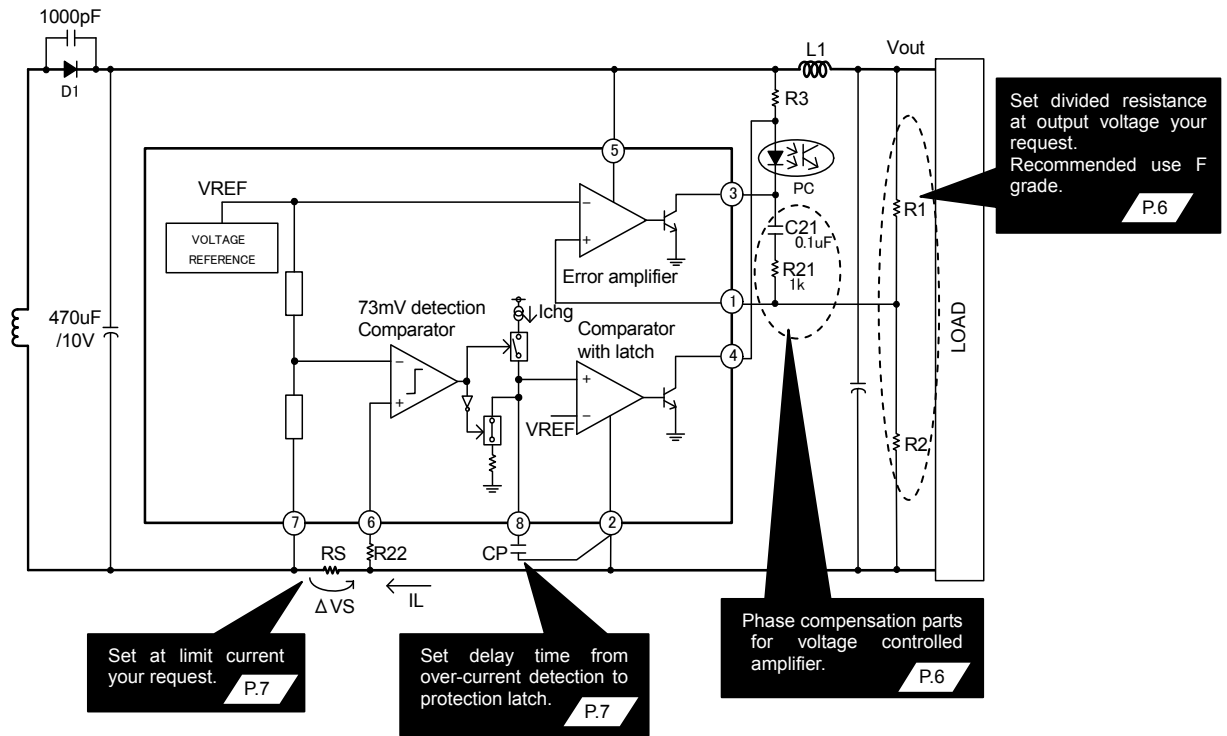 1000pF
D1
L1
Vout
R3
Set divided resistance
at output voltage your
request.
Recommended use F
grade.
P.6
5
PC
VREF
3
R1
VOLTAGE
REFERENCE
−
+
C21
0.1uF
Error amplifier
R21
1k
1
470uF
/10V
73mV detection
Comparator
Ichg
Comparator
with latch
4
LOAD
−
+
+
−
VREF
R2
7
6
8
2
RS
R22
CP
ΔVS
IL
Set at limit current
your request.
P.7
Set delay time from
over-current detection to
protection latch.
P.7
Phase compensation parts
for voltage controlled
amplifier.
P.6